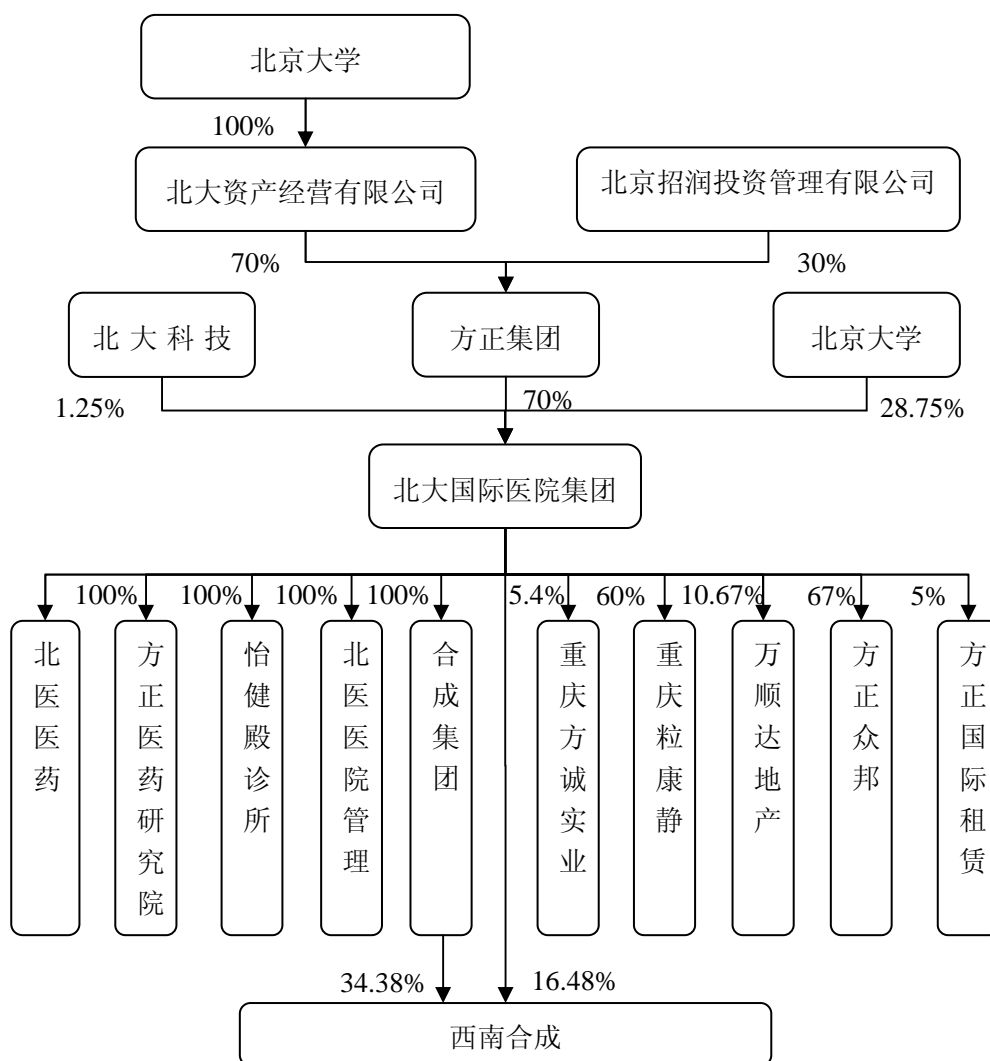 北京大学
100%
北大资产经营有限公司
北京招润投资管理有限公司
70%
30%
北 大 科 技
方正集团
北京大学
1.25%
70%
28.75%
北大国际医院集团
100%
100%
100%
100%
5.4%
60%
10.67%
67%
5%
北医医药
方正医药研究院
怡健殿诊所
北医医院管理
合成集团
重庆方诚实业
重庆粒康静
万顺达地产
方正众邦
方正国际租赁
34.38%
16.48%
西南合成